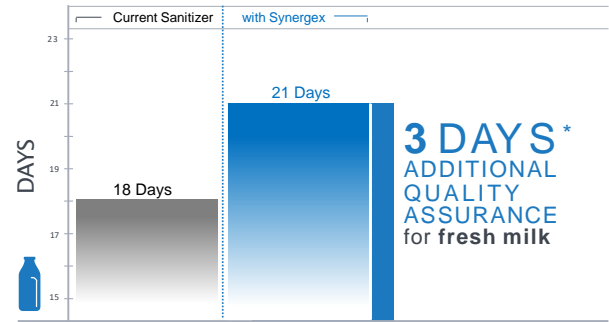 Current Sanitizer
with Synergex
23
21
19
17
15
DAYS
18 Days
21 Days
3 DAYS*
ADDITIONAL
QUALITY
ASSURANCE
for fresh milk